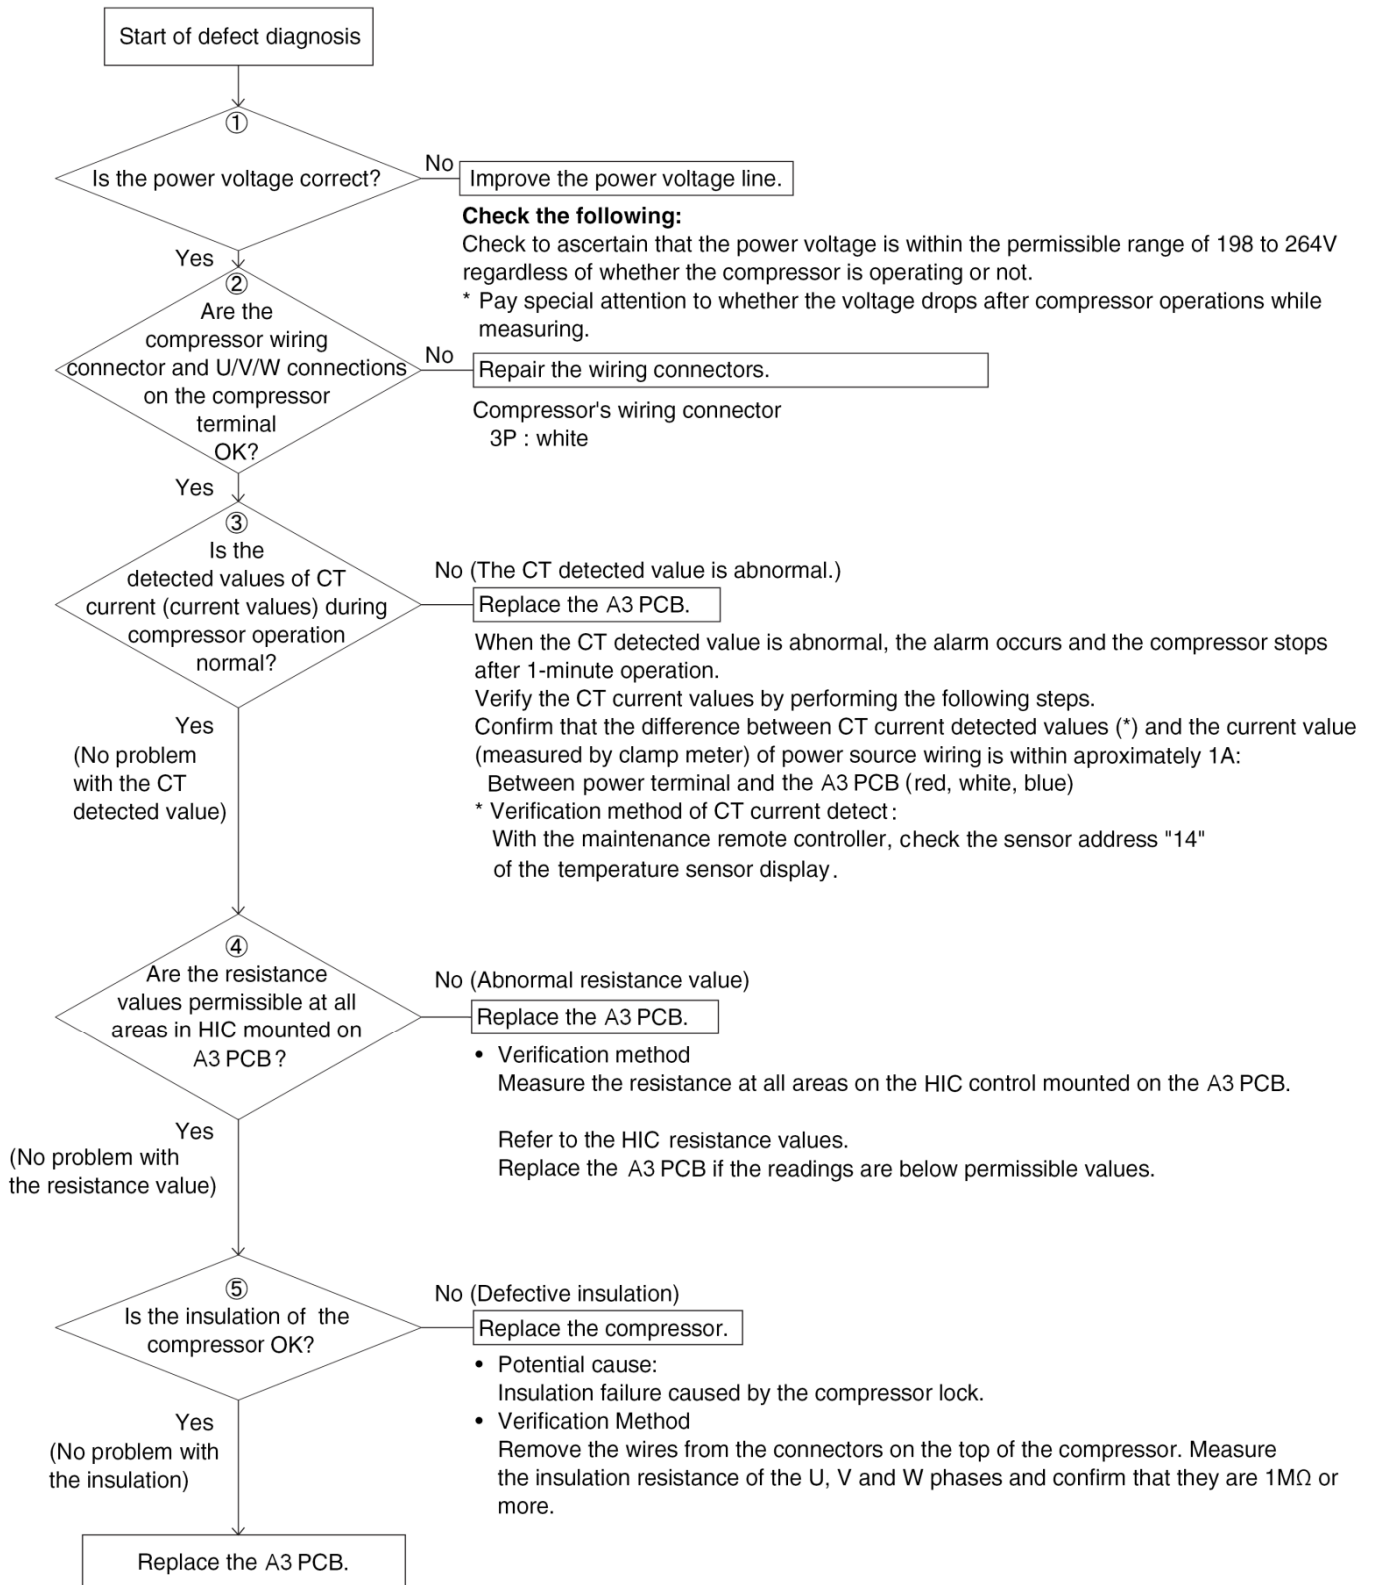 Start of defect diagnosis
①
Is the power voltage correct?
No
Improve the power voltage line.
Check the following:
Check to ascertain that the power voltage is within the permissible range of 198 to 264V
regardless of whether the compressor is operating or not.
* Pay special attention to whether the voltage drops after compressor operations while
measuring.
Yes
②
Are the
compressor wiring
connector and U/V/W connections
on the compressor
terminal
OK?
No
Repair the wiring connectors.
Compressor's wiring connector
3P : white
Yes
③
Is the
detected values of CT
current (current values) during
compressor operation
normal?
No (The CT detected value is abnormal.)
Replace the A3 PCB.
When the CT detected value is abnormal, the alarm occurs and the compressor stops
after 1-minute operation.
Verify the CT current values by performing the following steps.
Confirm that the difference between CT current detected values (*) and the current value
(measured by clamp meter) of power source wiring is within aproximately 1A:
Between power terminal and the A3 PCB (red, white, blue)
* Verification method of CT current detect :
With the maintenance remote controller, check the sensor address "14"
of the temperature sensor display.
Yes
(No problem
with the CT
detected value)
④
Are the resistance
values permissible at all
areas in HIC mounted on
A3 PCB ?
No (Abnormal resistance value)
Replace the A3 PCB.
• Verification method
Measure the resistance at all areas on the HIC control mounted on the A3 PCB.
Refer to the HIC resistance values.
Replace the A3 PCB if the readings are below permissible values.
Yes
(No problem with
the resistance value)
⑤
Is the insulation of the
compressor OK?
No (Defective insulation)
Replace the compressor.
• Potential cause:
Insulation failure caused by the compressor lock.
• Verification Method
Remove the wires from the connectors on the top of the compressor. Measure
the insulation resistance of the U, V and W phases and confirm that they are 1MΩ or
more.
Yes
(No problem with
the insulation)
Replace the A3 PCB.